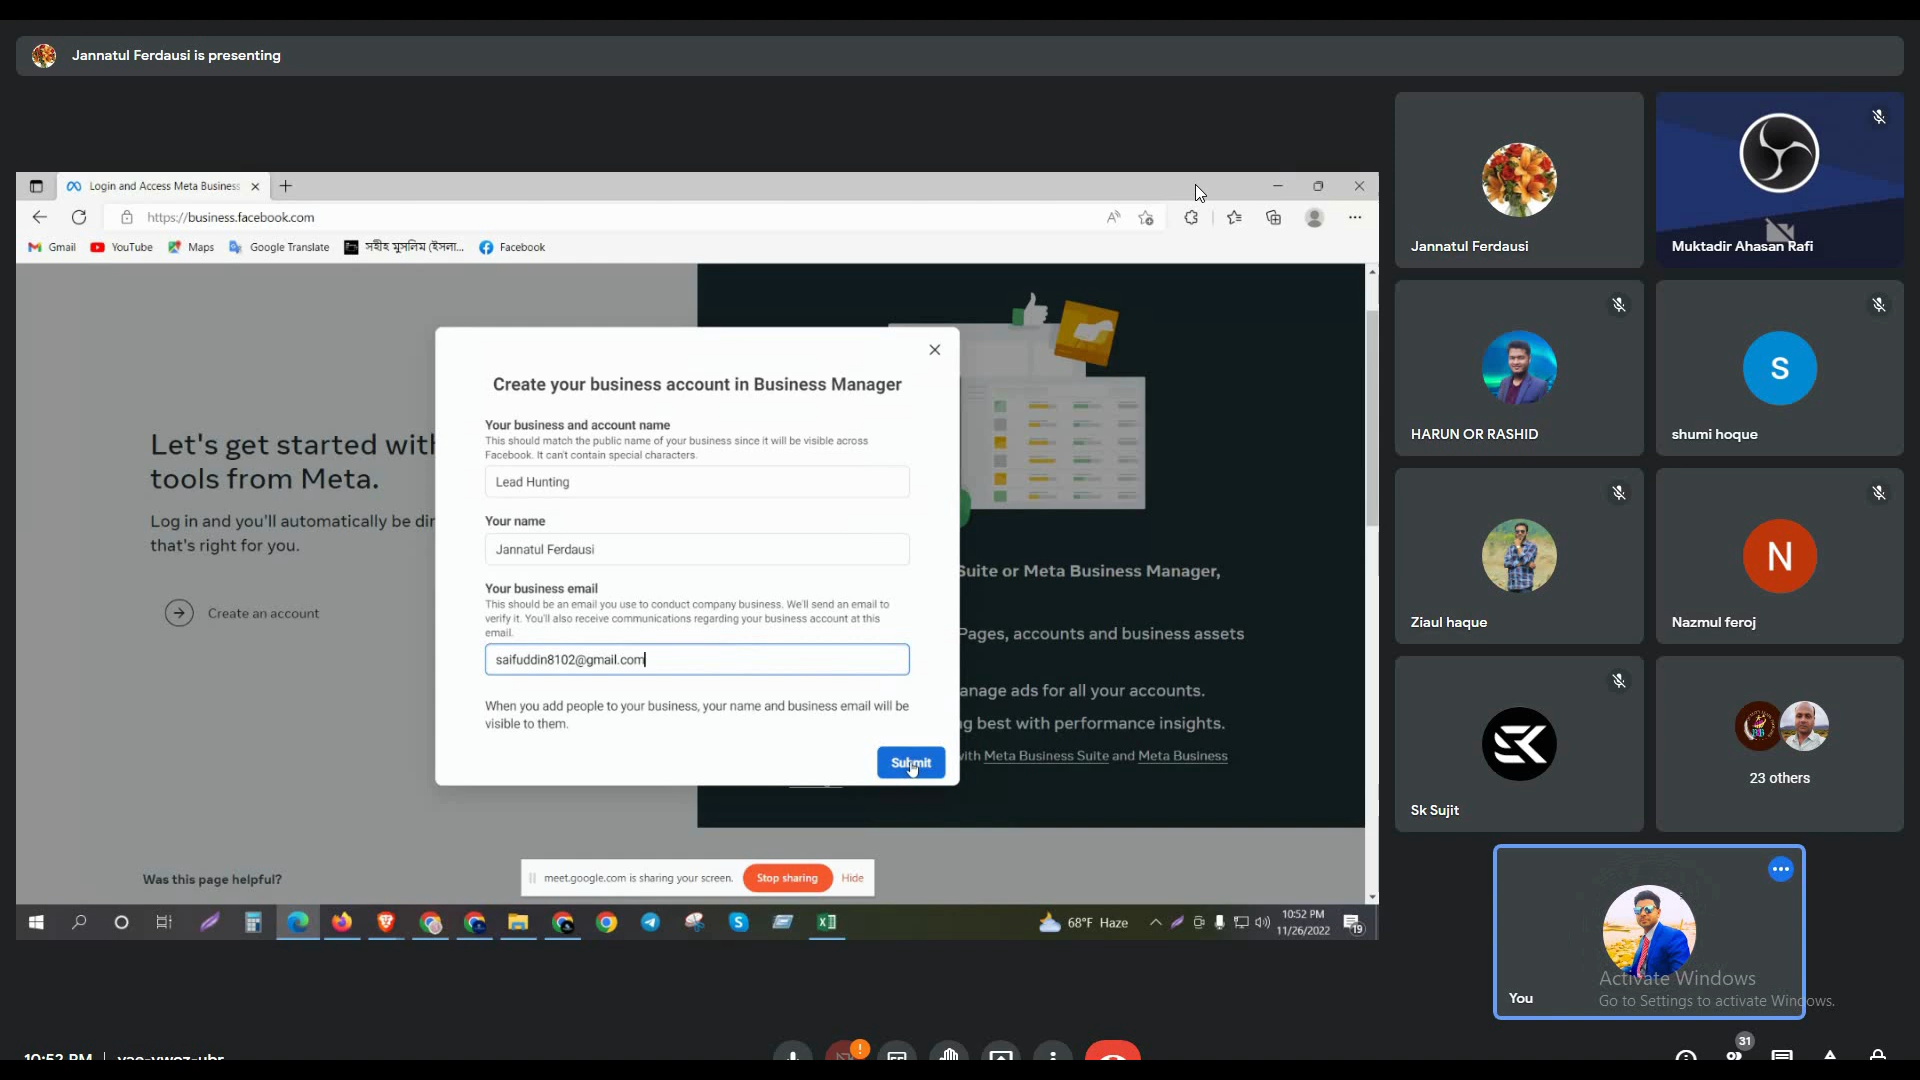 Jannatul Ferdausi is presenting
Login and Access Meta Business
https://business.facebook.com
Gmail
YouTube
Maps
Google Translate
সহীহ মুসলিম (ইসলা...
Facebook
Let's get started with
tools from Meta.
Log in and you'll automatically be dir
that's right for you.
Create an account
Was this page helpful?
Create your business account in Business Manager
Your business and account name
This should match the public name of your business since it will be visible across
Facebook. It can't contain special characters.
Lead Hunting
Your name
Jannatul Ferdausi
Your business email
This should be an email you use to conduct company business. We'll send an email to
verify it. You'll also receive communications regarding your business account at this
email.
saifuddin8102@gmail.com
When you add people to your business, your name and business email will be
visible to them.
Submit
Suite or Meta Business Manager,
Pages, accounts and business assets
anage ads for all your accounts.
g best with performance insights.
with Meta Business Suite and Meta Business
meet.google.com is sharing your screen.
Stop sharing
Hide
68°F Haze
10:52 PM
11/26/2022
19
Jannatul Ferdausi
Muktadir Ahasan Rafi
HARUN OR RASHID
S
shumi hoque
Ziaul haque
N
Nazmul feroj
SK
Sk Sujit
23 others
You
Activate Windows
Go to Settings to activate Windows.
31
10:52 PM